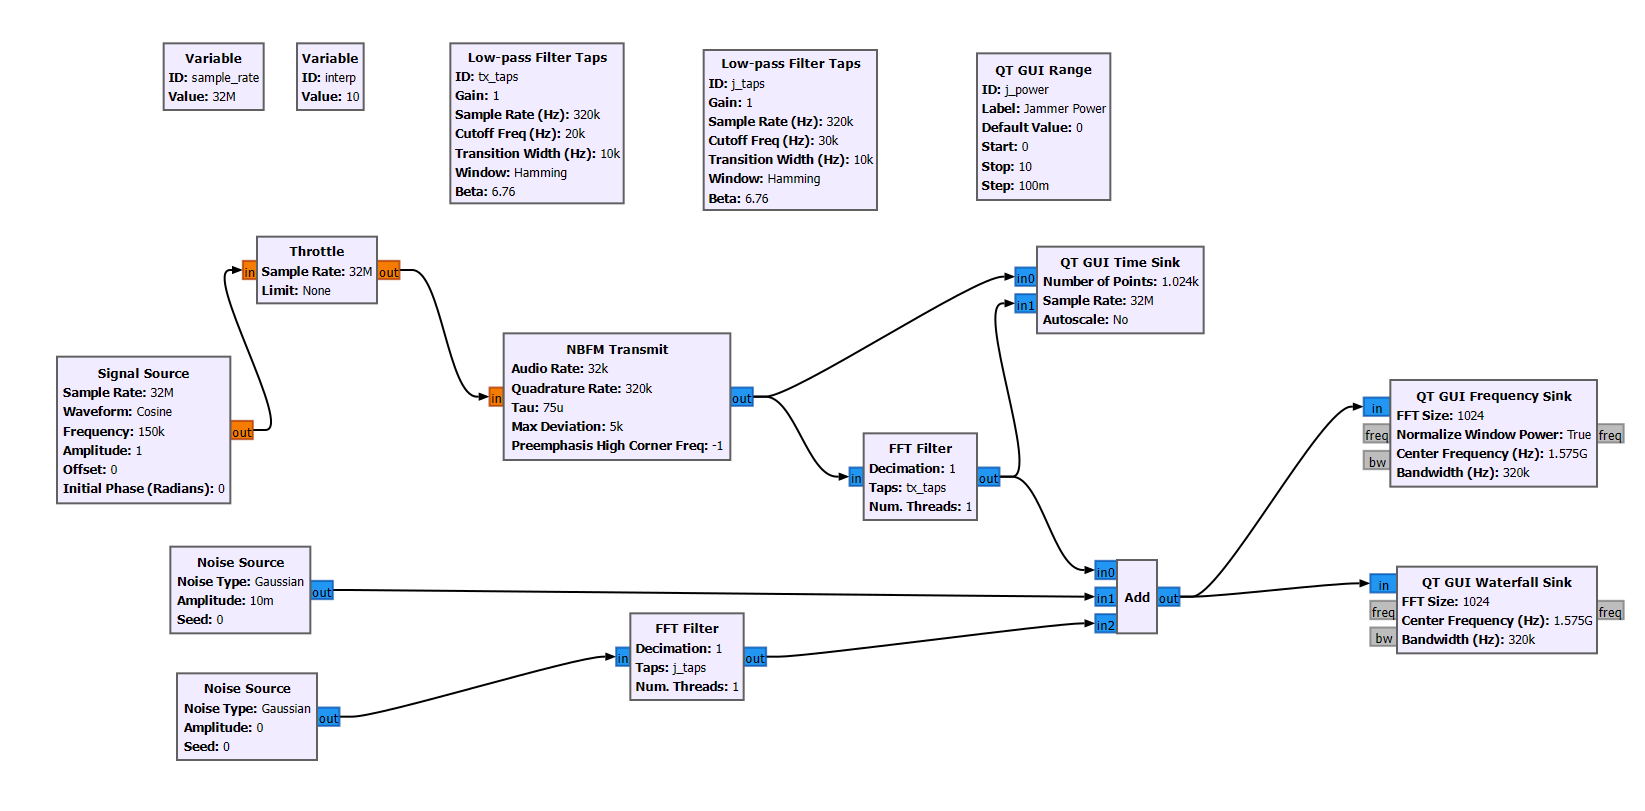 Variable
ID: sample_rate
Value: 32M
Variable
ID: interp
Value: 10
Low-pass Filter Taps
ID: tx_taps
Gain: 1
Sample Rate (Hz): 320k
Cutoff Freq (Hz): 20k
Transition Width (Hz): 10k
Window: Hamming
Beta: 6.76
Low-pass Filter Taps
ID: j_taps
Gain: 1
Sample Rate (Hz): 320k
Cutoff Freq (Hz): 30k
Transition Width (Hz): 10k
Window: Hamming
Beta: 6.76
QT GUI Range
ID: j_power
Label: Jammer Power
Default Value: 0
Start: 0
Stop: 10
Step: 100m
Throttle
in
Sample Rate: 32M
out
Limit: None
QT GUI Time Sink
in0
Number of Points: 1.024k
in1
Sample Rate: 32M
Autoscale: No
NBFM Transmit
Audio Rate: 32k
Quadrature Rate: 320k
in
out
Tau: 75u
Max Deviation: 5k
Preemphasis High Corner Freq: -1
Signal Source
Sample Rate: 32M
Waveform: Cosine
Frequency: 150k
out
Amplitude: 1
Offset: 0
Initial Phase (Radians): 0
QT GUI Frequency Sink
in
FFT Size: 1024
freq
Normalize Window Power: True
freq
Center Frequency (Hz): 1.575G
bw
Bandwidth (Hz): 320k
FFT Filter
Decimation: 1
in
out
Taps: tx_taps
Num. Threads: 1
Noise Source
Noise Type: Gaussian
out
Amplitude: 10m
Seed: 0
in0
in1
Add
out
in2
QT GUI Waterfall Sink
in
FFT Size: 1024
freq
freq
Center Frequency (Hz): 1.575G
bw
Bandwidth (Hz): 320k
FFT Filter
Decimation: 1
in
out
Taps: j_taps
Num. Threads: 1
Noise Source
Noise Type: Gaussian
out
Amplitude: 0
Seed: 0